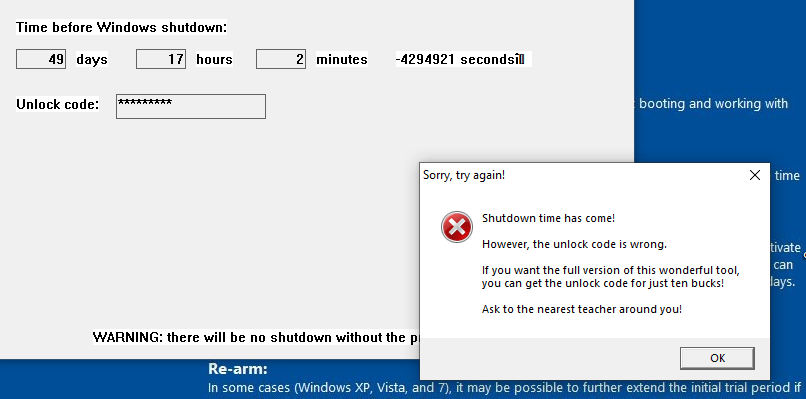 Time before Windows shutdown:
49 days 17 hours 2 minutes -4294921 secondsîl
Unlock code: *********
booting and working with
Sorry, try again!
time
Shutdown time has come!
However, the unlock code is wrong.
tivate
If you want the full version of this wonderful tool,
can
you can get the unlock code for just ten bucks!
days.
Ask to the nearest teacher around you!
WARNING: there will be no shutdown without the p
OK
Re-arm:
In some cases (Windows XP, Vista, and 7), it may be possible to further extend the initial trial period if